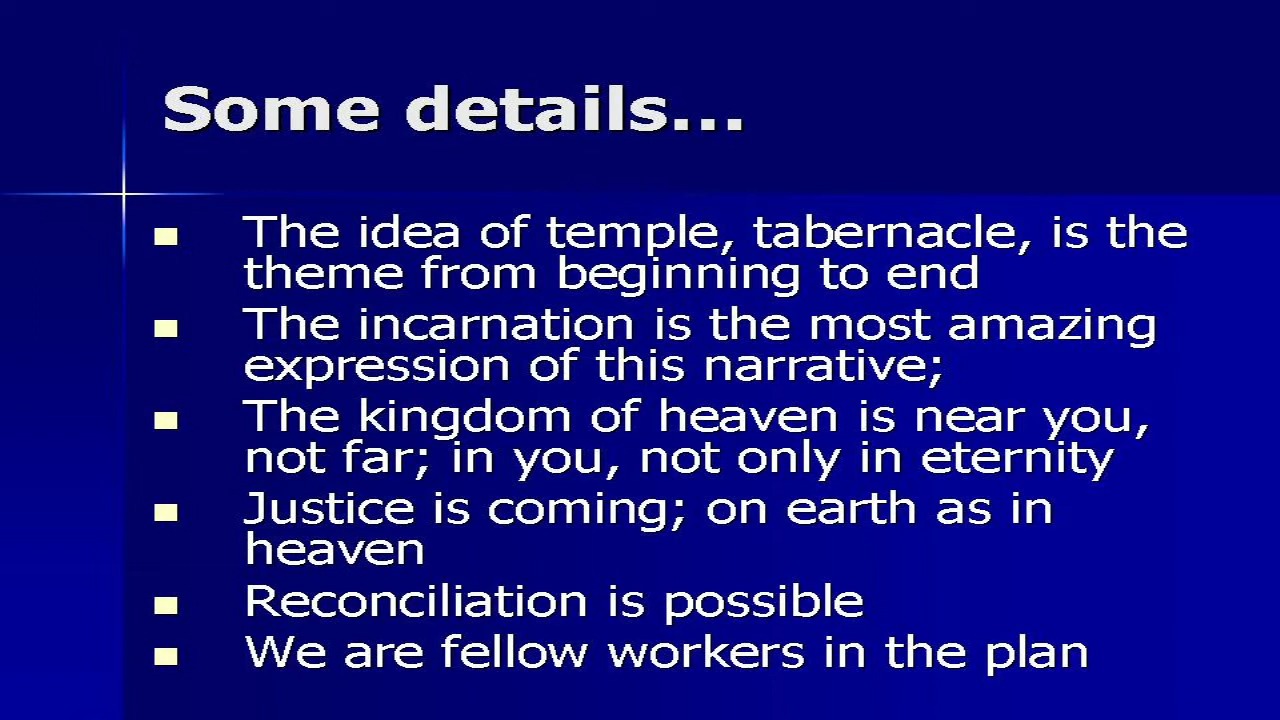 Some details...
The idea of temple, tabernacle, is the
theme from beginning to end
The incarnation is the most amazing
expression of this narrative;
The kingdom of heaven is near you,
not far; in you, not only in eternity
Justice is coming; on earth as in
heaven
Reconciliation is possible
We are fellow workers in the plan